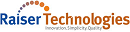 Raiser Technologies
Innovation, Simplicity, Quality